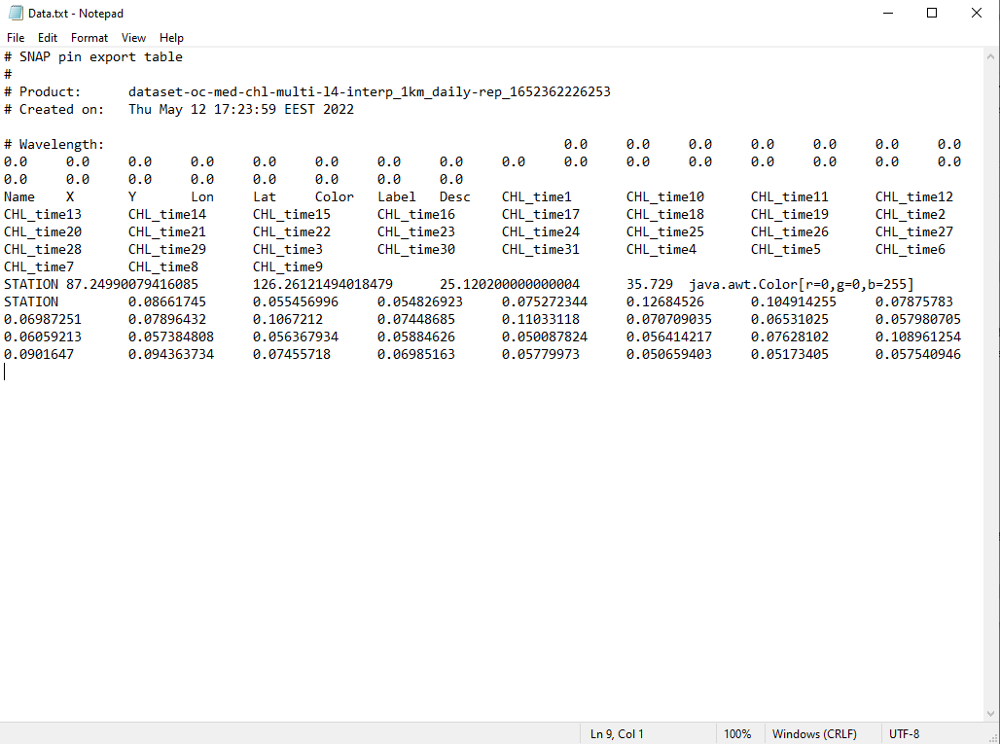 Data.txt - Notepad
File Edit Format View Help
# SNAP pin export table
#
# Product: dataset-oc-med-chl-multi-l4-interp_1km_daily-rep_1652362226253
# Created on: Thu May 12 17:23:59 EEST 2022
# Wavelength: 0.0 0.0 0.0 0.0 0.0 0.0 0.0
0.0 0.0 0.0 0.0 0.0 0.0 0.0 0.0 0.0 0.0 0.0 0.0 0.0 0.0 0.0 0.0
0.0 0.0 0.0 0.0 0.0 0.0 0.0 0.0
Name X Y Lon Lat Color Label Desc CHL_time1 CHL_time10 CHL_time11 CHL_time12
CHL_time13 CHL_time14 CHL_time15 CHL_time16 CHL_time17 CHL_time18 CHL_time19 CHL_time2
CHL_time20 CHL_time21 CHL_time22 CHL_time23 CHL_time24 CHL_time25 CHL_time26 CHL_time27
CHL_time28 CHL_time29 CHL_time3 CHL_time30 CHL_time31 CHL_time4 CHL_time5 CHL_time6
CHL_time7 CHL_time8 CHL_time9
STATION 87.24990079416085 126.26121494018479 25.120200000000004 35.729 java.awt.Color[r=0,g=0,b=255]
STATION 0.08661745 0.055456996 0.054826923 0.075272344 0.12684526 0.104914255 0.07875783
0.06987251 0.07896432 0.1067212 0.07448685 0.11033118 0.070709035 0.06531025 0.057980705
0.06059213 0.057384808 0.056367934 0.05884626 0.050087824 0.056414217 0.07628102 0.108961254
0.0901647 0.094363734 0.07455718 0.06985163 0.05779973 0.050659403 0.05173405 0.057540946
Ln 9, Col 1 100% Windows (CRLF) UTF-8